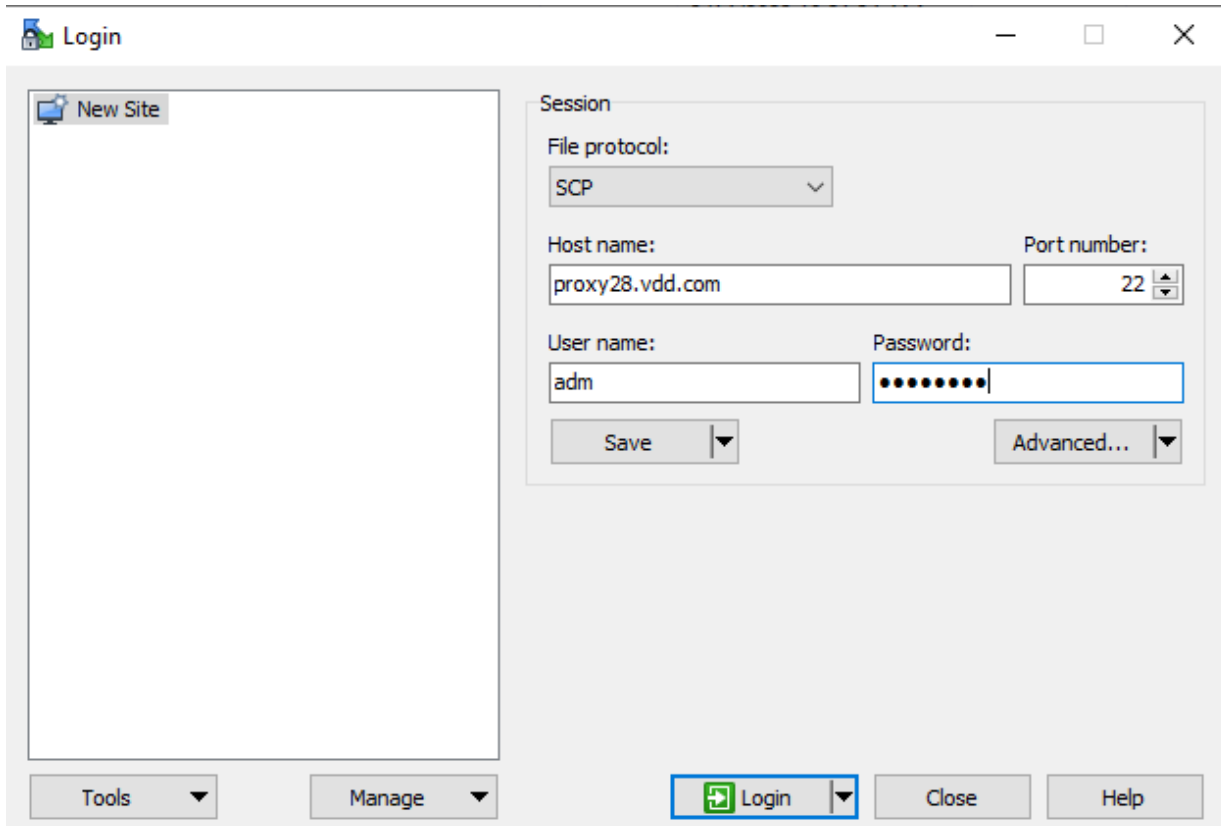 Login
New Site
Session
File protocol:
SCP
Host name: Port number:
proxy28.vdd.com 22
User name: Password:
adm ••••••••
Save Advanced...
Tools Manage Login Close Help